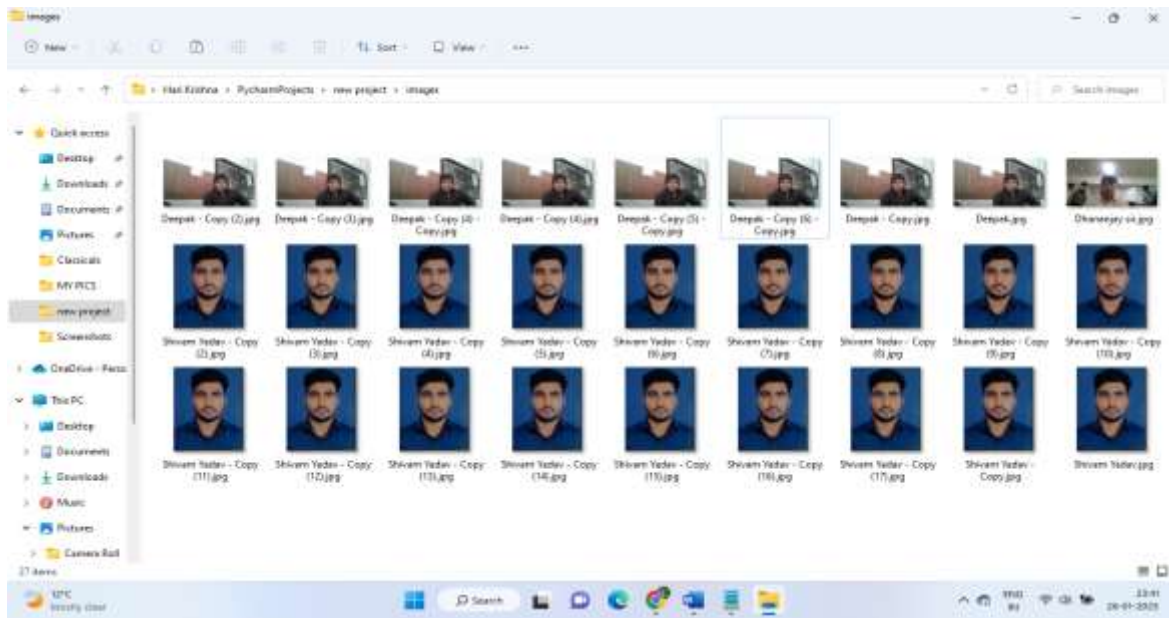 images
New
Sort
View
Hari Krishna > PycharmProjects > new project > images
Search images
Quick access
Desktop
Downloads
Documents
Pictures
Classicals
MY PICS
new project
Screenshots
OneDrive - Perso
This PC
Desktop
Documents
Downloads
Music
Pictures
Camera Roll
Deepak - Copy (2).jpg
Deepak - Copy (3).jpg
Deepak - Copy (4) -
Copy.jpg
Deepak - Copy (4).jpg
Deepak - Copy (5) -
Copy.jpg
Deepak - Copy (6) -
Copy.jpg
Deepak - Copy.jpg
Deepak.jpg
Shivam Yadav - Copy
(2).jpg
Shivam Yadav - Copy
(3).jpg
Shivam Yadav - Copy
(4).jpg
Shivam Yadav - Copy
(5).jpg
Shivam Yadav - Copy
(6).jpg
Shivam Yadav - Copy
(7).jpg
Shivam Yadav - Copy
(8).jpg
Shivam Yadav - Copy
(9).jpg
Shivam Yadav - Copy
(10).jpg
Shivam Yadav - Copy
(11).jpg
Shivam Yadav - Copy
(12).jpg
Shivam Yadav - Copy
(13).jpg
Shivam Yadav - Copy
(14).jpg
Shivam Yadav - Copy
(15).jpg
Shivam Yadav - Copy
(16).jpg
Shivam Yadav - Copy
(17).jpg
Shivam Yadav -
Copy.jpg
Shivam Yadav.jpg
27 items
12°C
Mostly clear
Search
ENG